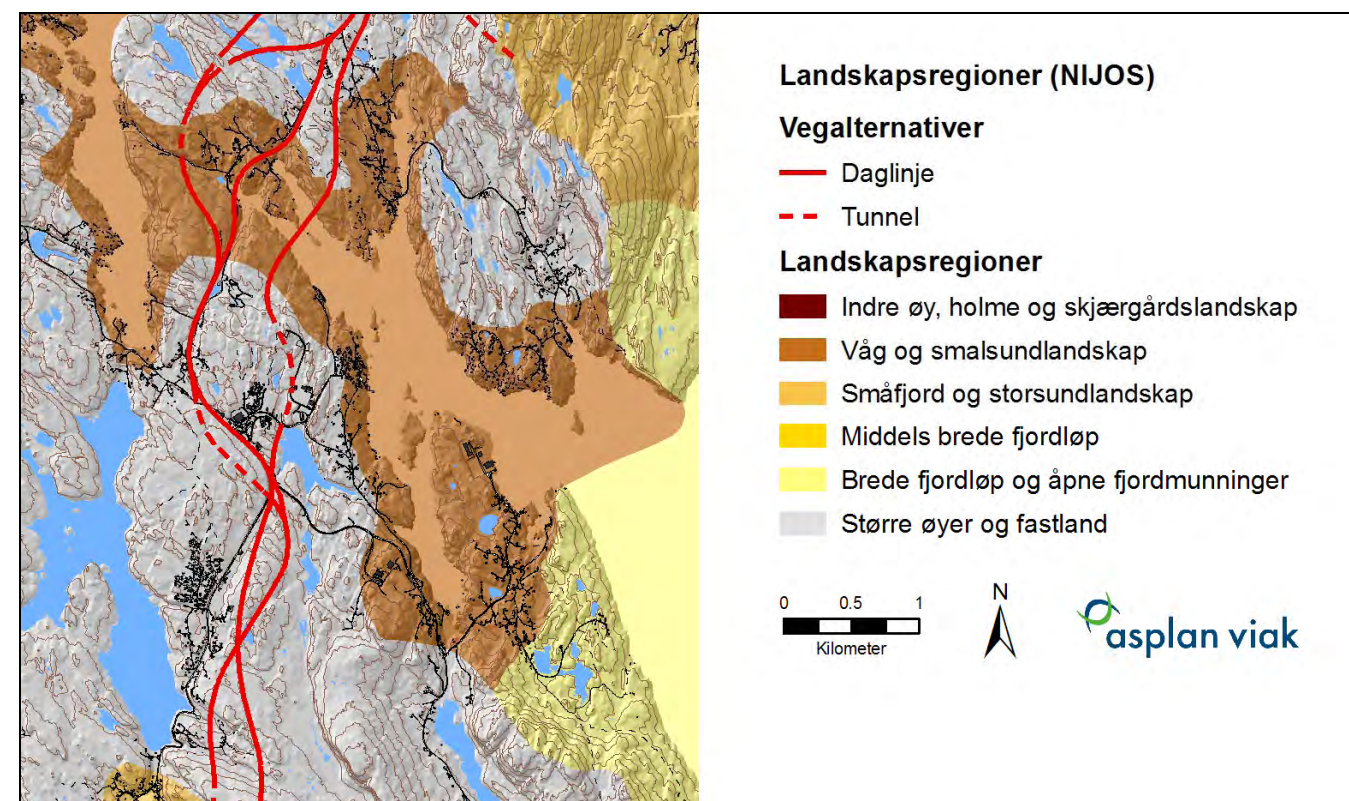 Landskapsregioner (NIJOS)
Vegalternativer
Daglinje
Tunnel
Landskapsregioner
Indre øy, holme og skjærgårdslandskap
Våg og smalsundlandskap
Småfjord og storsundlandskap
Middels brede fjordløp
Brede fjordløp og åpne fjordmunninger
Større øyer og fastland
0 0.5 1
Kilometer
N
asplan viak